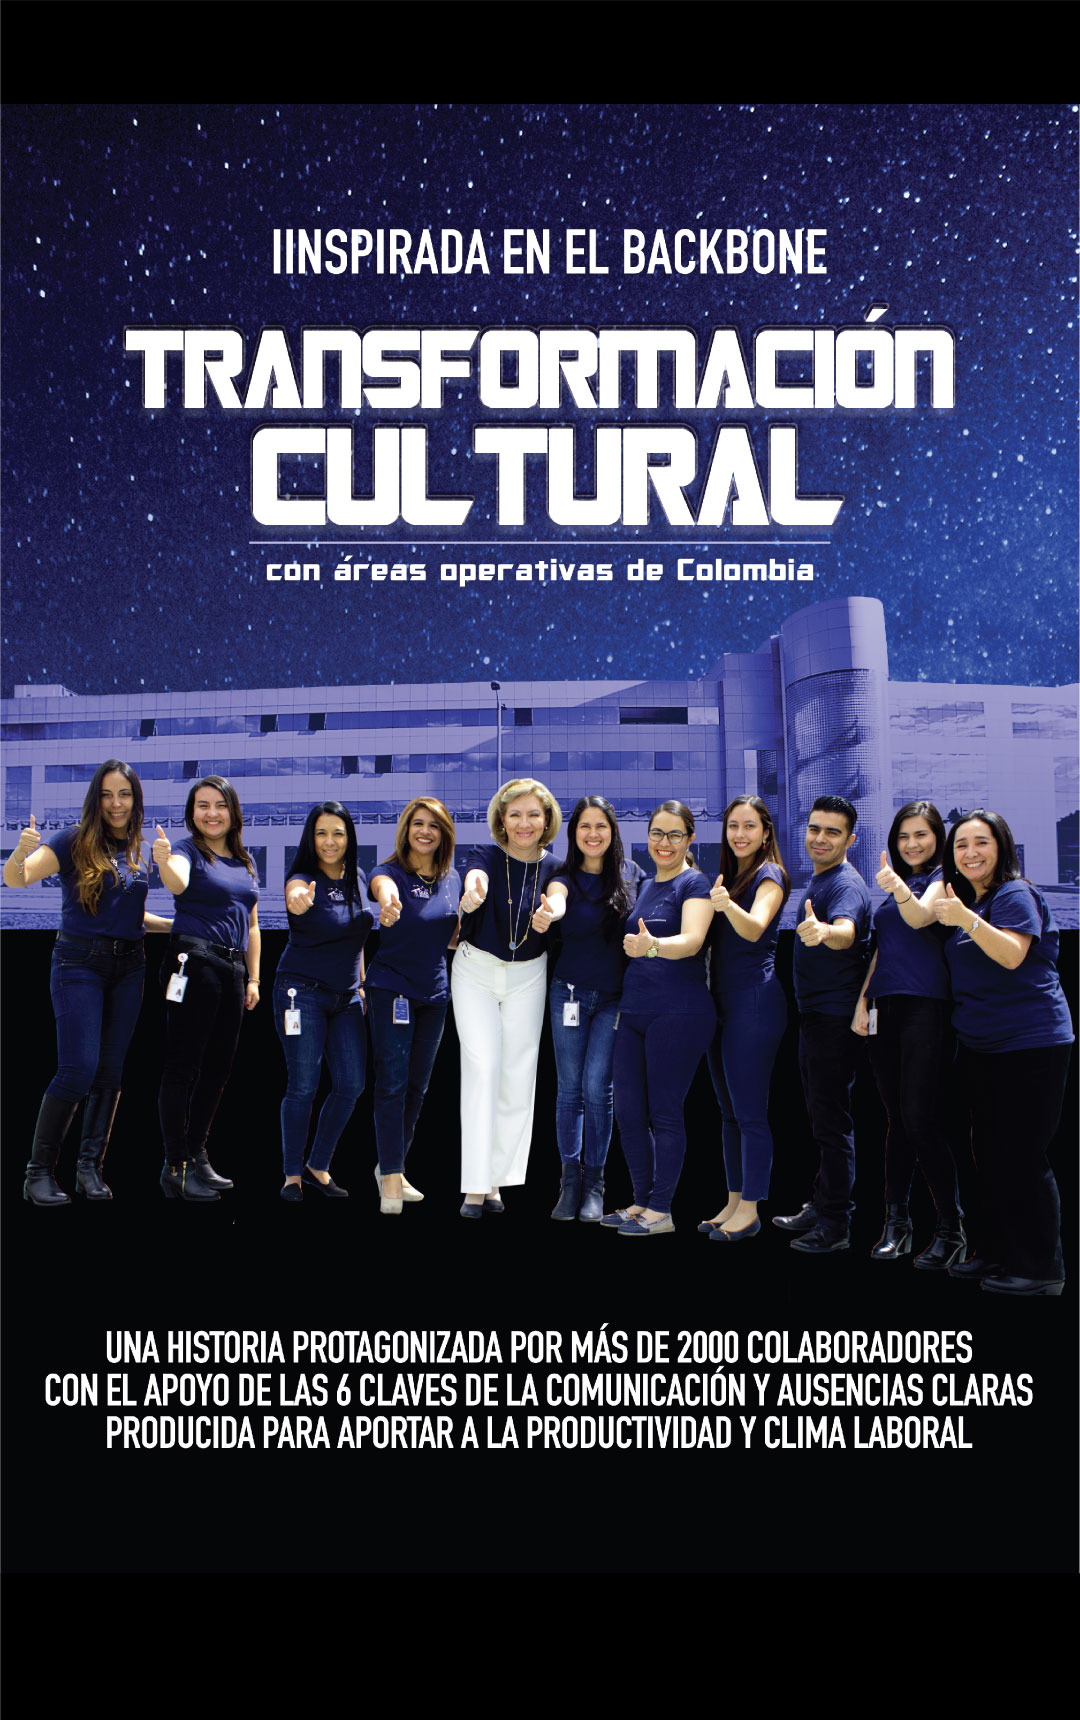 IINSPIRADA EN EL BACKBONE
TRANSFORMACIÓN
CULTURAL
con áreas operativas de Colombia
UNA HISTORIA PROTAGONIZADA POR MÁS DE 2000 COLABORADORES
CON EL APOYO DE LAS 6 CLAVES DE LA COMUNICACIÓN Y AUSENCIAS CLARAS
PRODUCIDA PARA APORTAR A LA PRODUCTIVIDAD Y CLIMA LABORAL